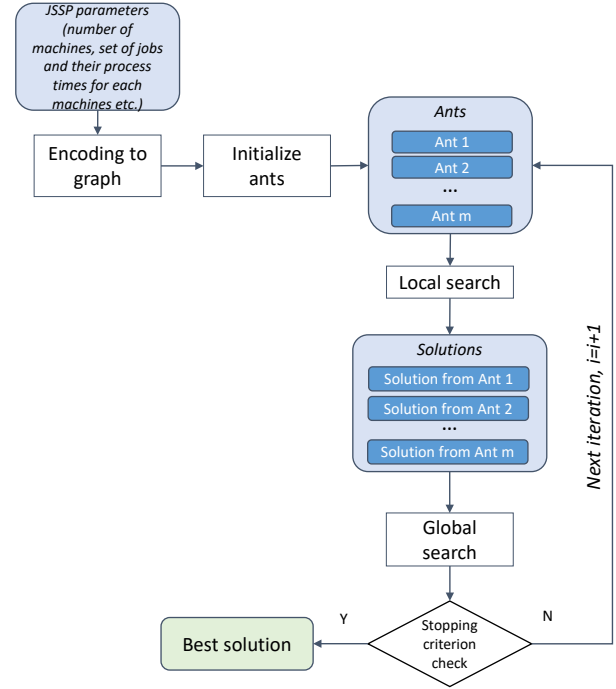 JSSP parameters
(number of
machines, set of jobs
and their process
times for each
machines etc.)
Encoding to
graph
Initialize
ants
Ants
Ant 1
Ant 2
...
Ant m
Local search
Solutions
Solution from Ant 1
Solution from Ant 2
...
Solution from Ant m
Global
search
Stopping
criterion
check
Y
N
Best solution
Next iteration, i=i+1